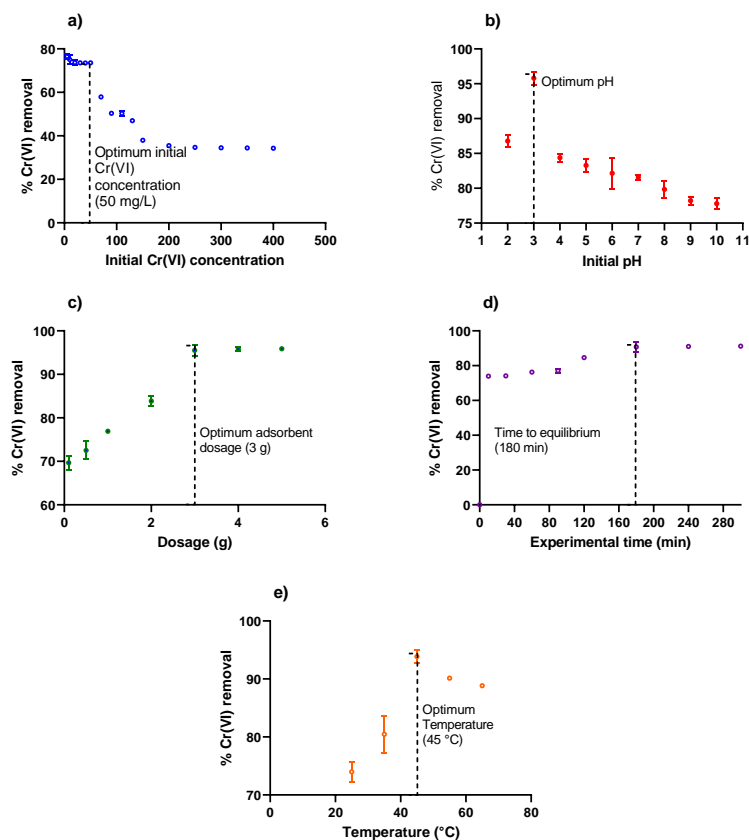 a)
80
60
40
20
0
% Cr(VI) removal
Optimum initial
Cr(VI)
concentration
(50 mg/L)
0 100 200 300 400 500
Initial Cr(VI) concentration
b)
100
95
90
85
80
75
% Cr(VI) removal
Optimum pH
1 2 3 4 5 6 7 8 9 10 11
Initial pH
c)
100
90
80
70
60
% Cr(VI) removal
Optimum adsorbent
dosage (3 g)
0 2 4 6
Dosage (g)
d)
100
80
60
40
20
0
% Cr(VI) removal
Time to equilibrium
(180 min)
0 40 80 120 160 200 240 280
Experimental time (min)
e)
100
90
80
70
% Cr(VI) removal
Optimum
Temperature
(45 °C)
0 20 40 60 80
Temperature (°C)